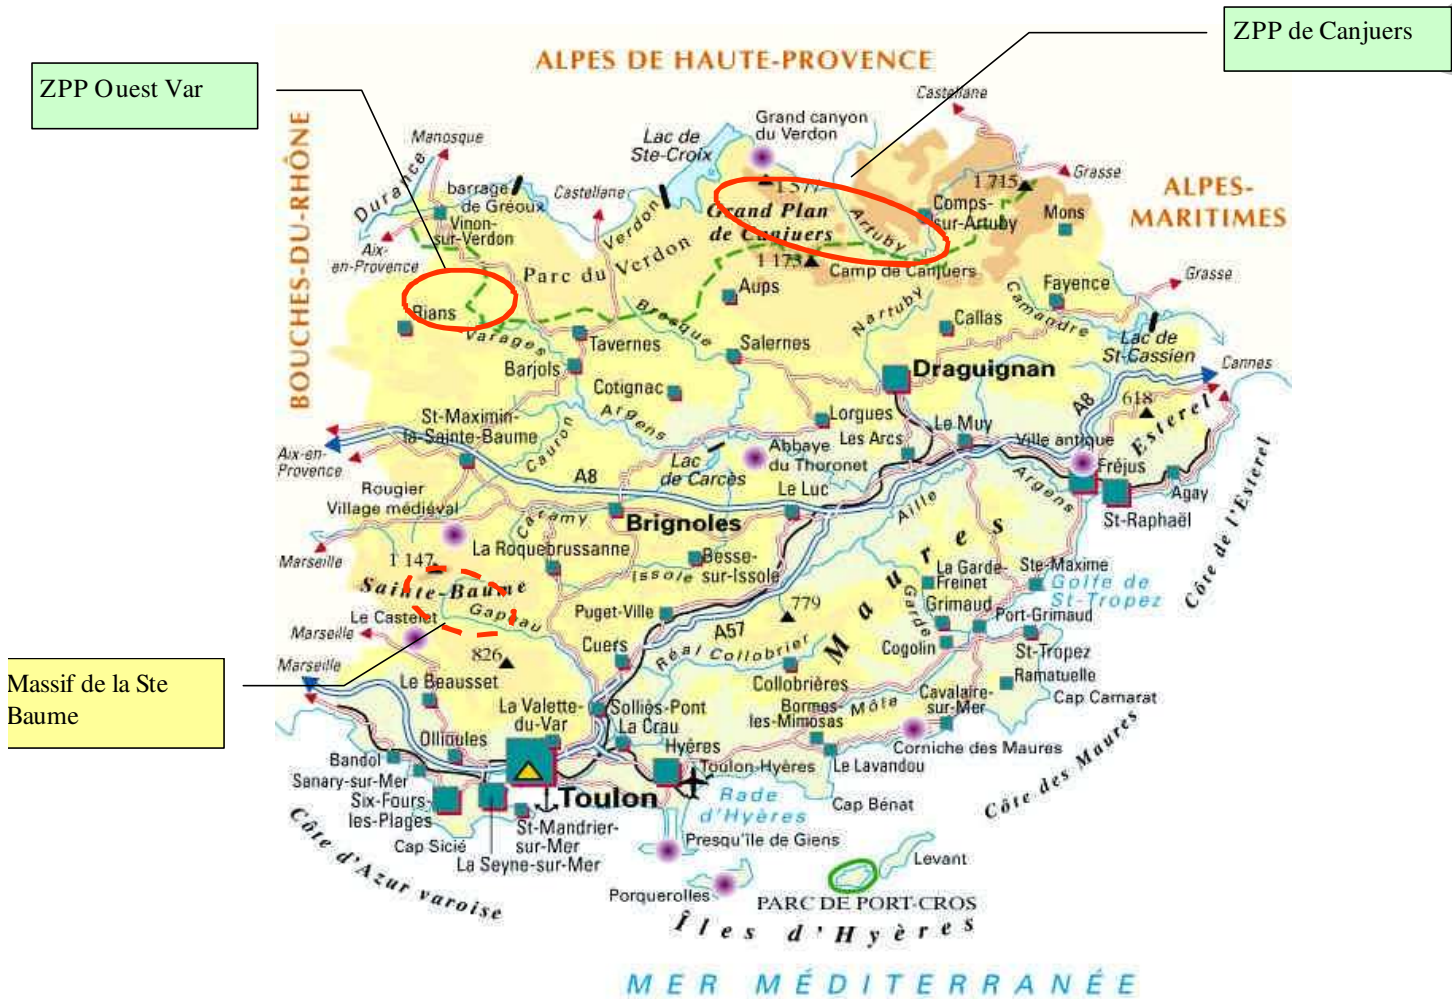 ZPP de Canjuers
ALPES DE HAUTE-PROVENCE
ZPP Ouest Var
Castellane
Grand canyon
du Verdon
Manosque
Lac de
Ste-Croix
BOUCHES-DU-RHÔNE
Durance
barrage
de Gréoux
Castellane
1 577
1 715
Grasse
ALPES-
MARITIMES
Vinon-
sur-Verdon
Verdon
Grand Plan
de Canjuers
Artuby
Comps-
sur-Artuby
Mons
Aix-
en-Provence
Parc du Verdon
1 173
Camp de Canjuers
Grasse
Aups
Fayence
Rians
Bresque
Nartuby
Camandre
Varages
Tavernes
Callas
Lac de
St-Cassien
Salernes
Barjols
Cotignac
Draguignan
Cannes
A8
618
Esterel
St-Maximin-
la-Sainte-Baume
Argens
Lorgues
Le Muy
Cauron
Les Arcs
Ville antique
Aix-en-
Provence
Abbaye
du Thoronet
Lac
de Carcès
Fréjus
A8
Rougier
Village médiéval
Le Luc
Argens
Agay
Aille
St-Raphaël
Côte de l'Esterel
Brignoles
Caramy
Marseille
La Roquebrussanne
Besse-
sur-Issole
Issole
1 147
Sainte-Baume
Maures
La Garde-
Freinet
Ste-Maxime
Golfe de
St-Tropez
Gapeau
Puget-Ville
779
Garde
Grimaud
Port-Grimaud
Le Castelet
A57
Marseille
Cuers
Réal Collobrier
Cogolin
St-Tropez
826
Marseille
Massif de la Ste
Baume
Collobrières
Ramatuelle
Le Beausset
Cavalaire-
sur-Mer
Cap Camarat
La Valette-
du-Var
Solliès-Pont
Bormes-
les-Mimosas
Môle
La Crau
Ollioules
Hyères
Corniche des Maures
Bandol
Toulon-Hyères
Le Lavandou
Sanary-sur-Mer
Côte des Maures
Six-Fours-
les-Plages
Toulon
Rade
d'Hyères
Cap Bénat
St-Mandrier-
sur-Mer
Cap Sicié
Presqu'île de Giens
La Seyne-sur-Mer
Levant
Côte d'Azur varoise
Porquerolles
PARC DE PORT-CROS
Îles d'Hyères
MER MÉDITERRANÉE